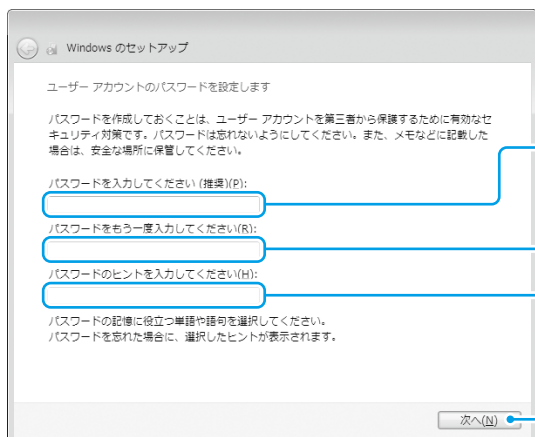 Windows のセットアップ
ユーザー アカウントのパスワードを設定します
パスワードを作成しておくことは、ユーザー アカウントを第三者から保護するために有効なセ
キュリティ対策です。パスワードは忘れないようにしてください。また、メモなどに記載した
場合は、安全な場所に保管してください。
パスワードを入力してください (推奨)(P):
パスワードをもう一度入力してください(R):
パスワードのヒントを入力してください(H):
パスワードの記憶に役立つ単語や語句を選択してください。
パスワードを忘れた場合に、選択したヒントが表示されます。
次へ(N)